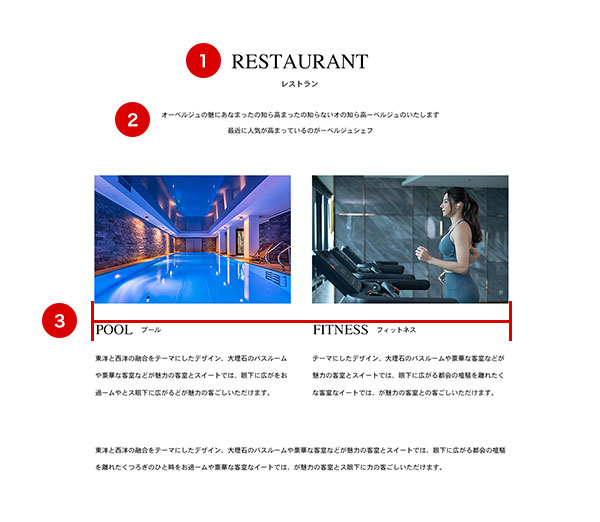 1 RESTAURANT
レストラン
2 オーベルジュの魅にあなまったの知ら高まったの知らないオの知ら高ーベルジュのいたします
最近に人気が高まっているのがーベルジュシェフ
3
POOL プール
東洋と西洋の融合をテーマにしたデザイン、大理石のバスルーム
や豪華な客室などが魅力の客室とスイートでは、眼下に広がをお
過ームやとス眼下に広がるどが魅力の客ごしいただけます。
FITNESS フィットネス
テーマにしたデザイン、大理石のバスルームや豪華な客室などが
魅力の客室とスイートでは、眼下に広がる都会の喧騒を離れたく
な客室なイートでは、が魅力の客室との客ごしいただけます。
東洋と西洋の融合をテーマにしたデザイン、大理石のバスルームや豪華な客室などが魅力の客室とスイートでは、眼下に広がる都会の喧騒
を離れたくつろぎのひと時をお過ームや豪華な客室なイートでは、が魅力の客室とス眼下に力の客ごしいただけます。